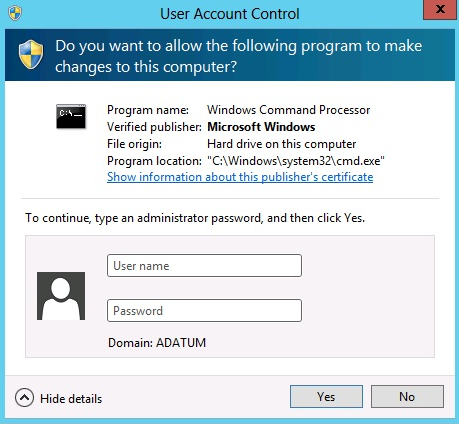 User Account Control
x
Do you want to allow the following program to make
changes to this computer?
C:\.
Program name: Windows Command Processor
Verified publisher: Microsoft Windows
File origin: Hard drive on this computer
Program location: "C:\Windows\system32\cmd.exe"
Show information about this publisher's certificate
To continue, type an administrator password, and then click Yes.
User name
Password
Domain: ADATUM
Hide details
Yes
No